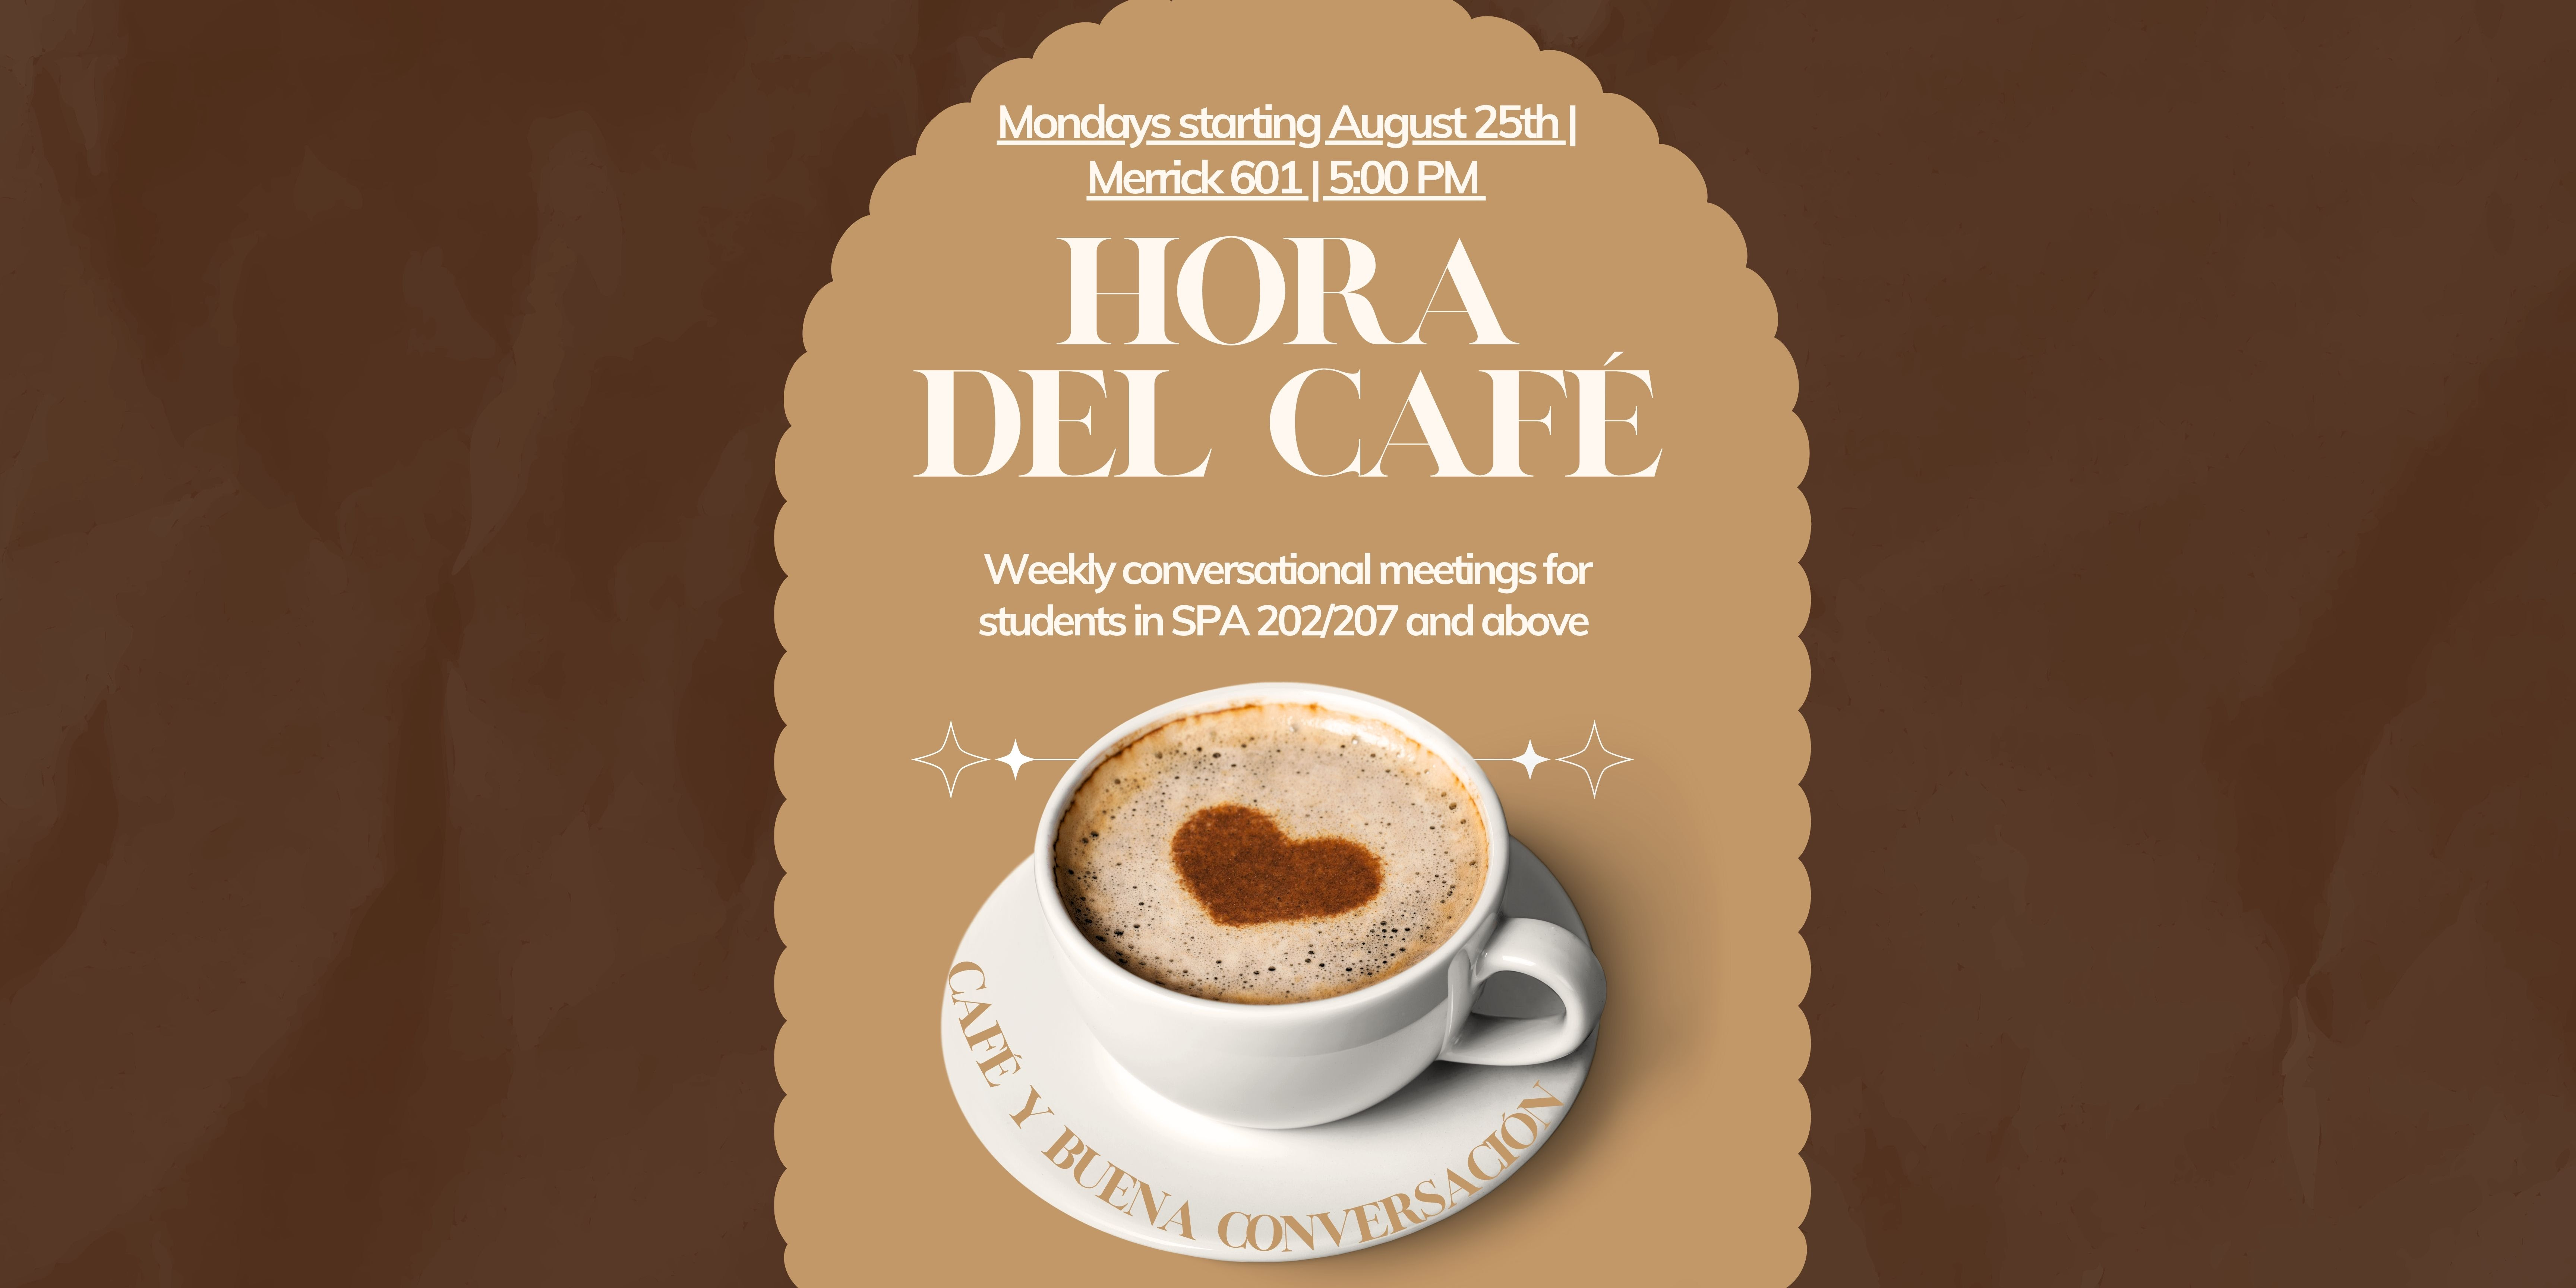 Mondays starting August 25th |
Merrick 601 | 5:00 PM
HORA
DEL CAFÉ
Weekly conversational meetings for
students in SPA 202/207 and above
CAFÉ Y BUENA CONVERSACIÓN